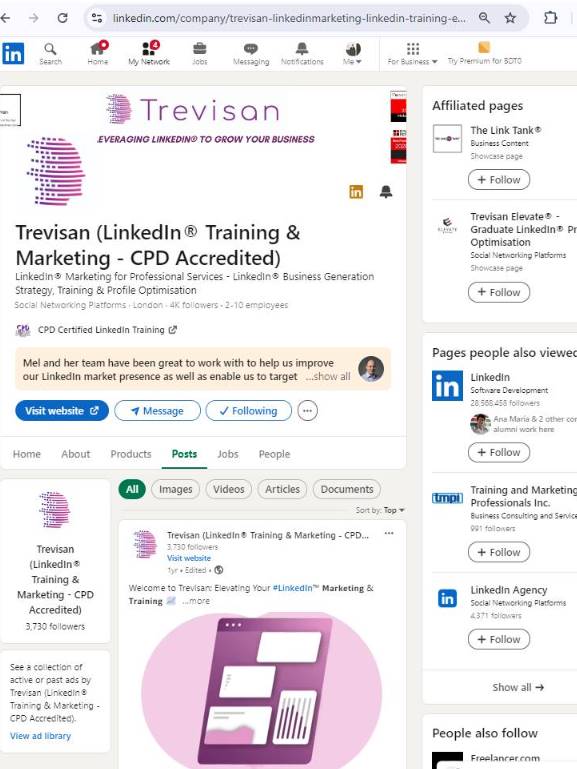 linkedin.com/company/trevisan-linkedinmarketing-linkedin-training-e...
in
Search
Home
4
My Network
Jobs
Messaging
Notifications
Me
For Business
Try Premium for BDT0
Trevisan
EVERAGING LINKEDIN® TO GROW YOUR BUSINESS
in
Trevisan (LinkedIn® Training &
Marketing - CPD Accredited)
LinkedIn® Marketing for Professional Services - LinkedIn® Business Generation
Strategy, Training & Profile Optimisation
Social Networking Platforms · London · 4K followers · 2-10 employees
CPD Certified LinkedIn Training
Mel and her team have been great to work with to help us improve
our LinkedIn market presence as well as enable us to target ...show all
Visit website
Message
Following
Home
About
Products
Posts
Jobs
People
Trevisan
(LinkedIn®
Training &
Marketing - CPD
Accredited)
3,730 followers
See a collection of
active or past ads by
Trevisan (LinkedIn®
Training & Marketing -
CPD Accredited).
View ad library
All
Images
Videos
Articles
Documents
Sort by: Top
Trevisan (LinkedIn® Training & Marketing - CPD...
3,730 followers
Visit website
1yr • Edited •
Welcome to Trevisan: Elevating Your #LinkedIn™ Marketing &
Training ...more
Affiliated pages
The Link Tank®
Business Content
Showcase page
+ Follow
ELEVATE
Trevisan Elevate® -
Graduate LinkedIn® Pr
Optimisation
Social Networking Platforms
Showcase page
+ Follow
Pages people also viewed
in
LinkedIn
Software Development
28,568,458 followers
Ana Maria & 2 other cor
alumni work here
+ Follow
tmpi
Training and Marketing
Professionals Inc.
Business Consulting and Service
991 followers
+ Follow
in
LinkedIn Agency
Social Networking Platforms
4,371 followers
+ Follow
Show all →
People also follow
Freelancer.com